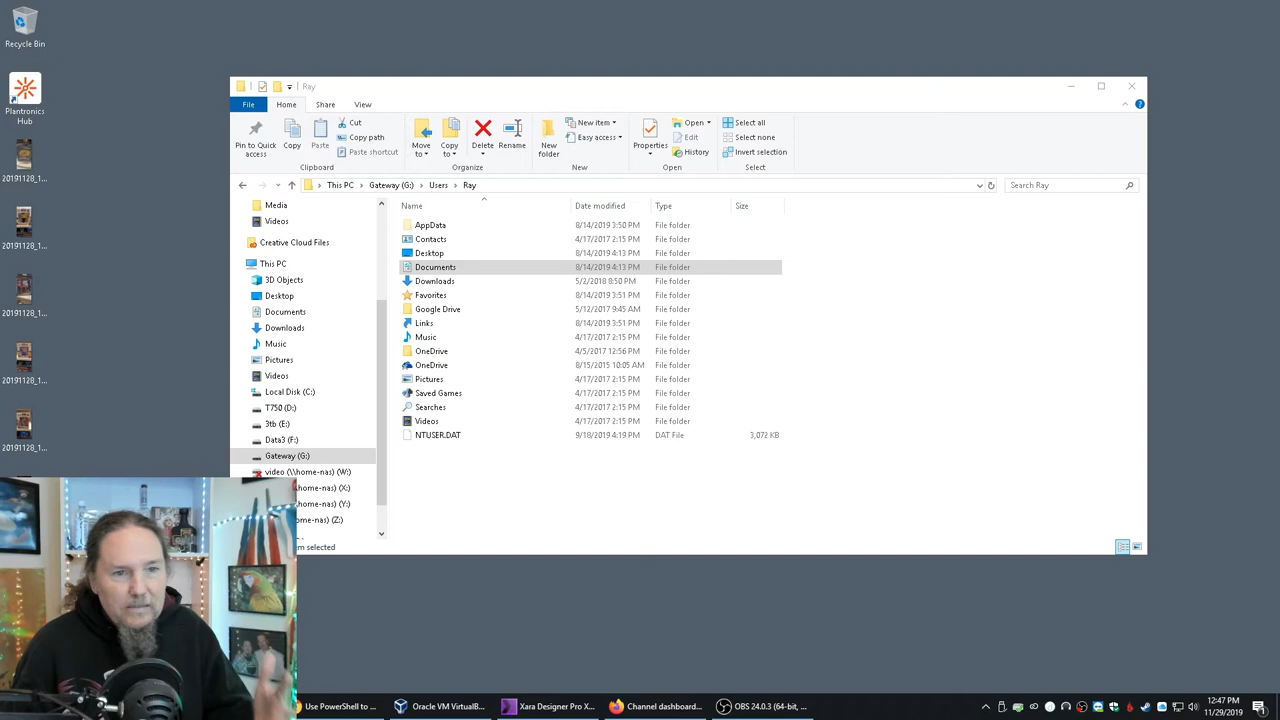 Recycle Bin
Plantronics
Hub
20191128_1...
20191128_1...
20191128_1...
20191128_1...
20191128_1...
Ray
File Home Share View
Pin to Quick
access
Copy
Paste
Cut
Copy path
Paste shortcut
Clipboard
Move
to
Copy
to
Delete
Rename
Organize
New
folder
New item
Easy access
New
Properties
Open
Edit
History
Open
Select all
Select none
Invert selection
Select
This PC > Gateway (G:) > Users > Ray
Search Ray
Media
Videos
Creative Cloud Files
This PC
3D Objects
Desktop
Documents
Downloads
Music
Pictures
Videos
Local Disk (C:)
T750 (D:)
3tb (E:)
Data3 (F:)
Gateway (G:)
video (\\home-nas) (W:)
home-nas) (X:)
home-nas) (Y:)
ome-nas) (Z:)
Name Date modified Type Size
AppData 8/14/2019 3:50 PM File folder
Contacts 4/17/2017 2:15 PM File folder
Desktop 8/14/2019 4:13 PM File folder
Documents 8/14/2019 4:13 PM File folder
Downloads 5/2/2018 8:50 PM File folder
Favorites 8/14/2019 3:51 PM File folder
Google Drive 5/12/2017 9:45 AM File folder
Links 8/14/2019 3:51 PM File folder
Music 4/17/2017 2:15 PM File folder
OneDrive 4/5/2017 12:56 PM File folder
OneDrive 8/15/2015 10:05 AM File folder
Pictures 4/17/2017 2:15 PM File folder
Saved Games 4/17/2017 2:15 PM File folder
Searches 4/17/2017 2:15 PM File folder
Videos 4/17/2017 2:15 PM File folder
NTUSER.DAT 9/18/2019 4:19 PM DAT File 3,072 KB
em selected
Use PowerShell to ...
Oracle VM VirtualB...
Xara Designer Pro X...
Channel dashboard...
OBS 24.0.3 (64-bit, ...
12:47 PM
11/29/2019